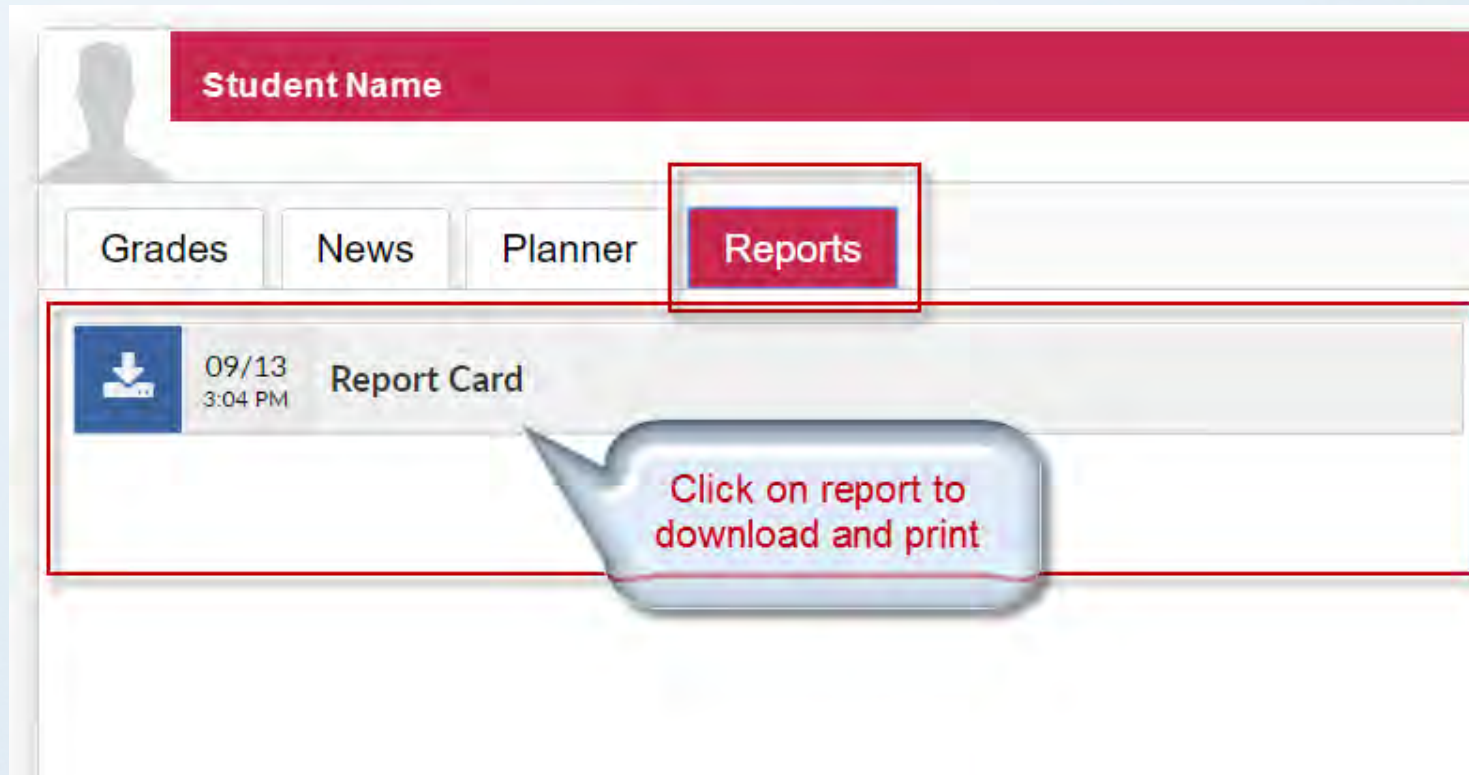 Student Name
Grades News Planner Reports
09/13
3:04 PM
Report Card
Click on report to
download and print